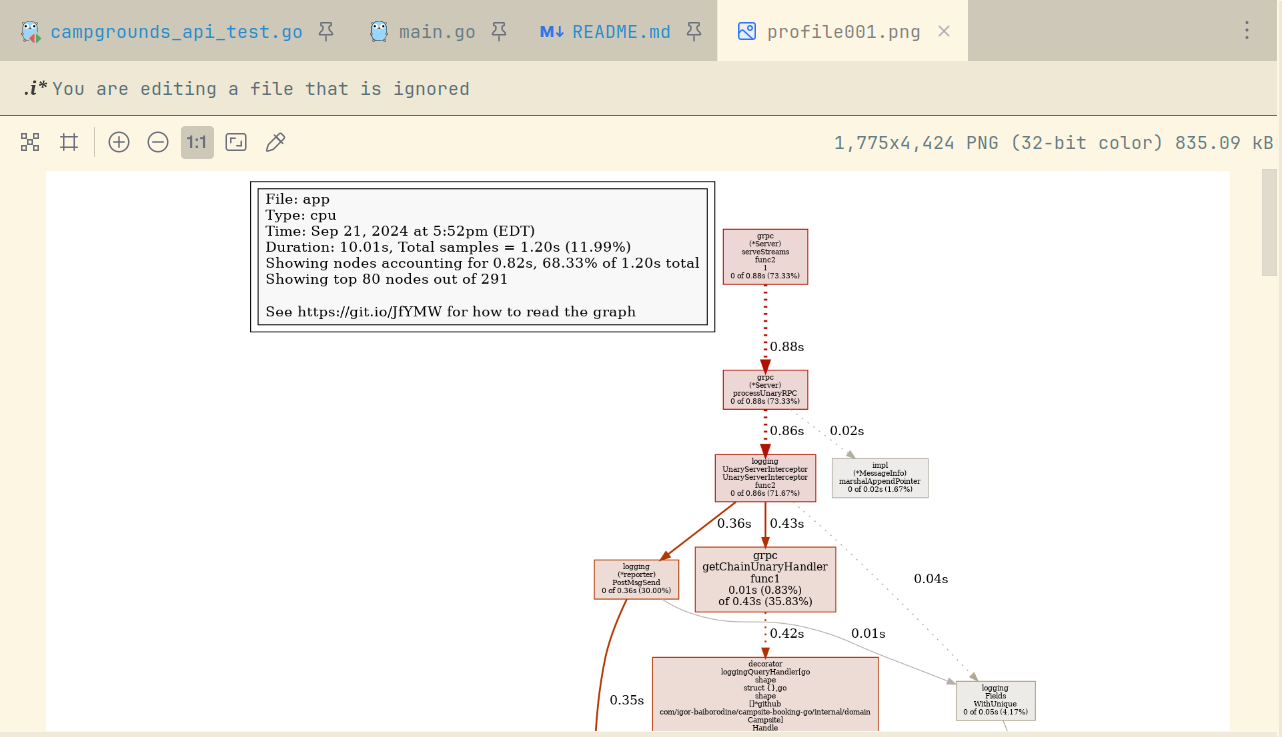 campgrounds_api_test.go main.go M↓ README.md profile001.png
.i* You are editing a file that is ignored
1:1 1,775x4,424 PNG (32-bit color) 835.09 kB
File: app
Type: cpu
Time: Sep 21, 2024 at 5:52pm (EDT)
Duration: 10.01s, Total samples = 1.20s (11.99%)
Showing nodes accounting for 0.82s, 68.33% of 1.20s total
Showing top 80 nodes out of 291
See https://git.io/JfYMW for how to read the graph
grpc
(*Server)
serveStreams
func2
1
0 of 0.88s (73.33%)
0.88s
grpc
(*Server)
processUnaryRPC
0 of 0.88s (73.33%)
0.86s
0.02s
logging
UnaryServerInterceptor
UnaryServerInterceptor
func2
0 of 0.86s (71.67%)
impl
(*MessageInfo)
marshalAppendPointer
0 of 0.02s (1.67%)
0.36s
0.43s
0.04s
logging
(*reporter)
PostMsgSend
0 of 0.36s (30.00%)
grpc
getChainUnaryHandler
func1
0.01s (0.83%)
of 0.43s (35.83%)
0.42s
0.01s
0.35s
decorator
loggingQueryHandler[go
shape
struct {},go
shape
[]*github
com/igor-baiborodine/campsite-booking-go/internal/domain
Campsite]
Handle
logging
Fields
WithUnique
0 of 0.05s (4.17%)